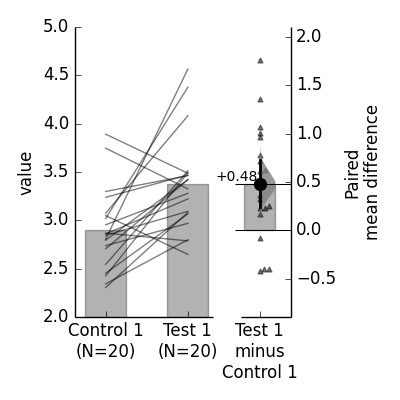 5.0
4.5
4.0
3.5
3.0
2.5
2.0
value
Control 1
(N=20)
Test 1
(N=20)
+0.48
2.0
1.5
1.0
0.5
0.0
−0.5
Paired
mean difference
Test 1
minus
Control 1